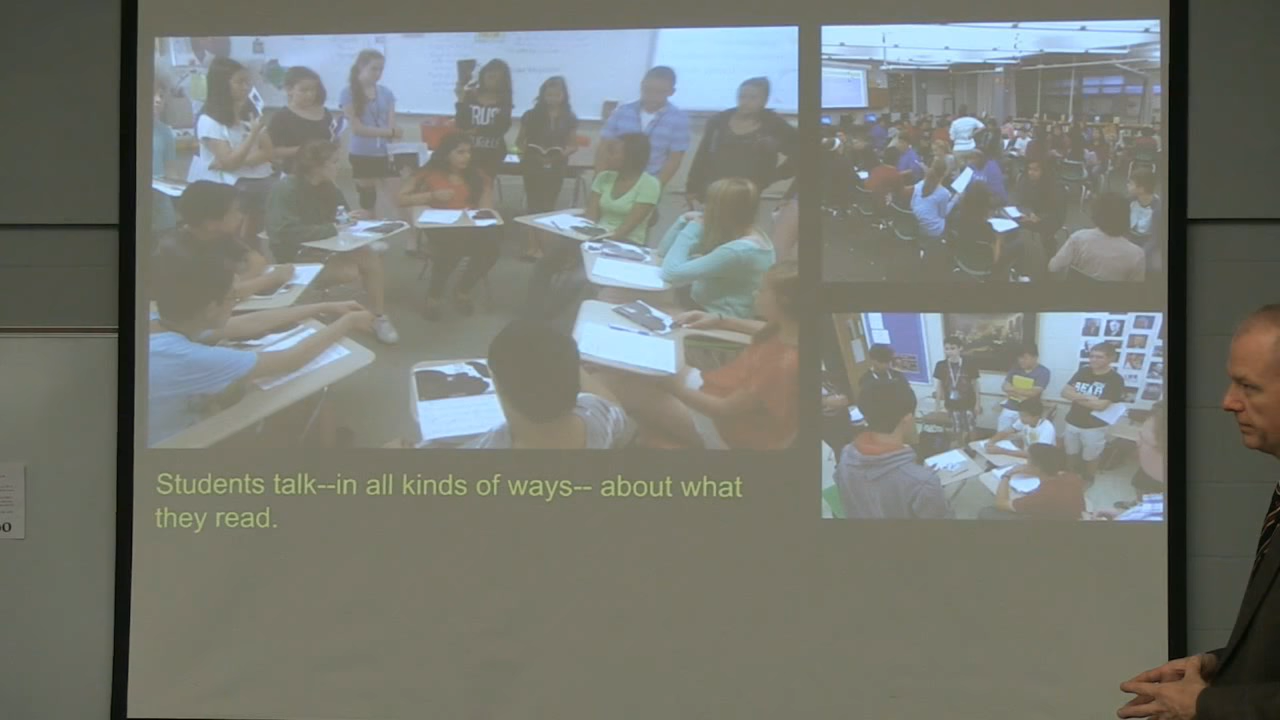 Students talk--in all kinds of ways-- about what
they read.